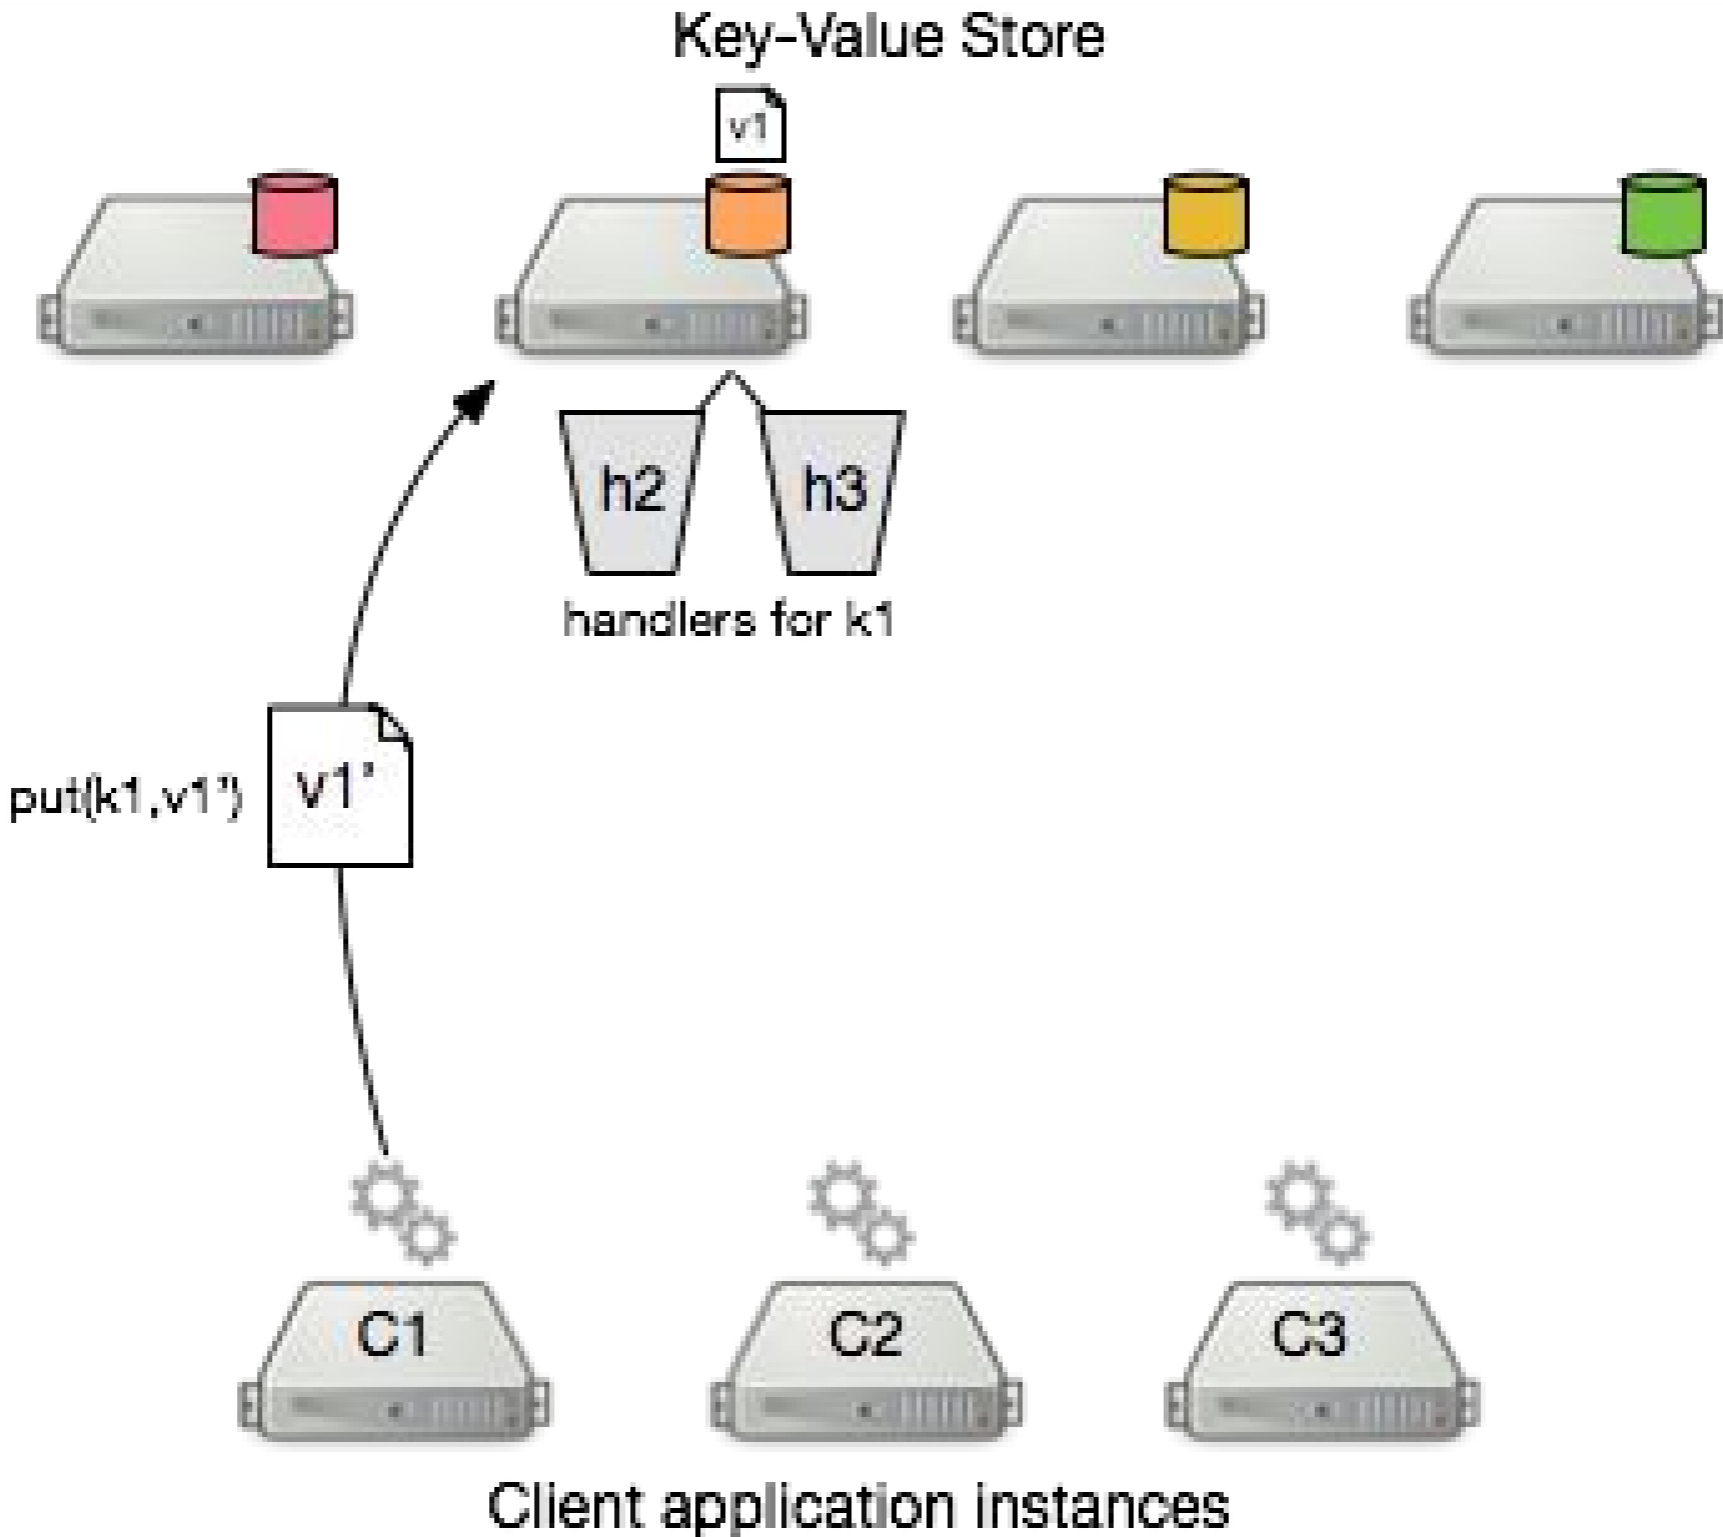 Key-Value Store
v1
h2
h3
handlers for k1
put(k1,v1’)
v1’
C1
C2
C3
Client application instances